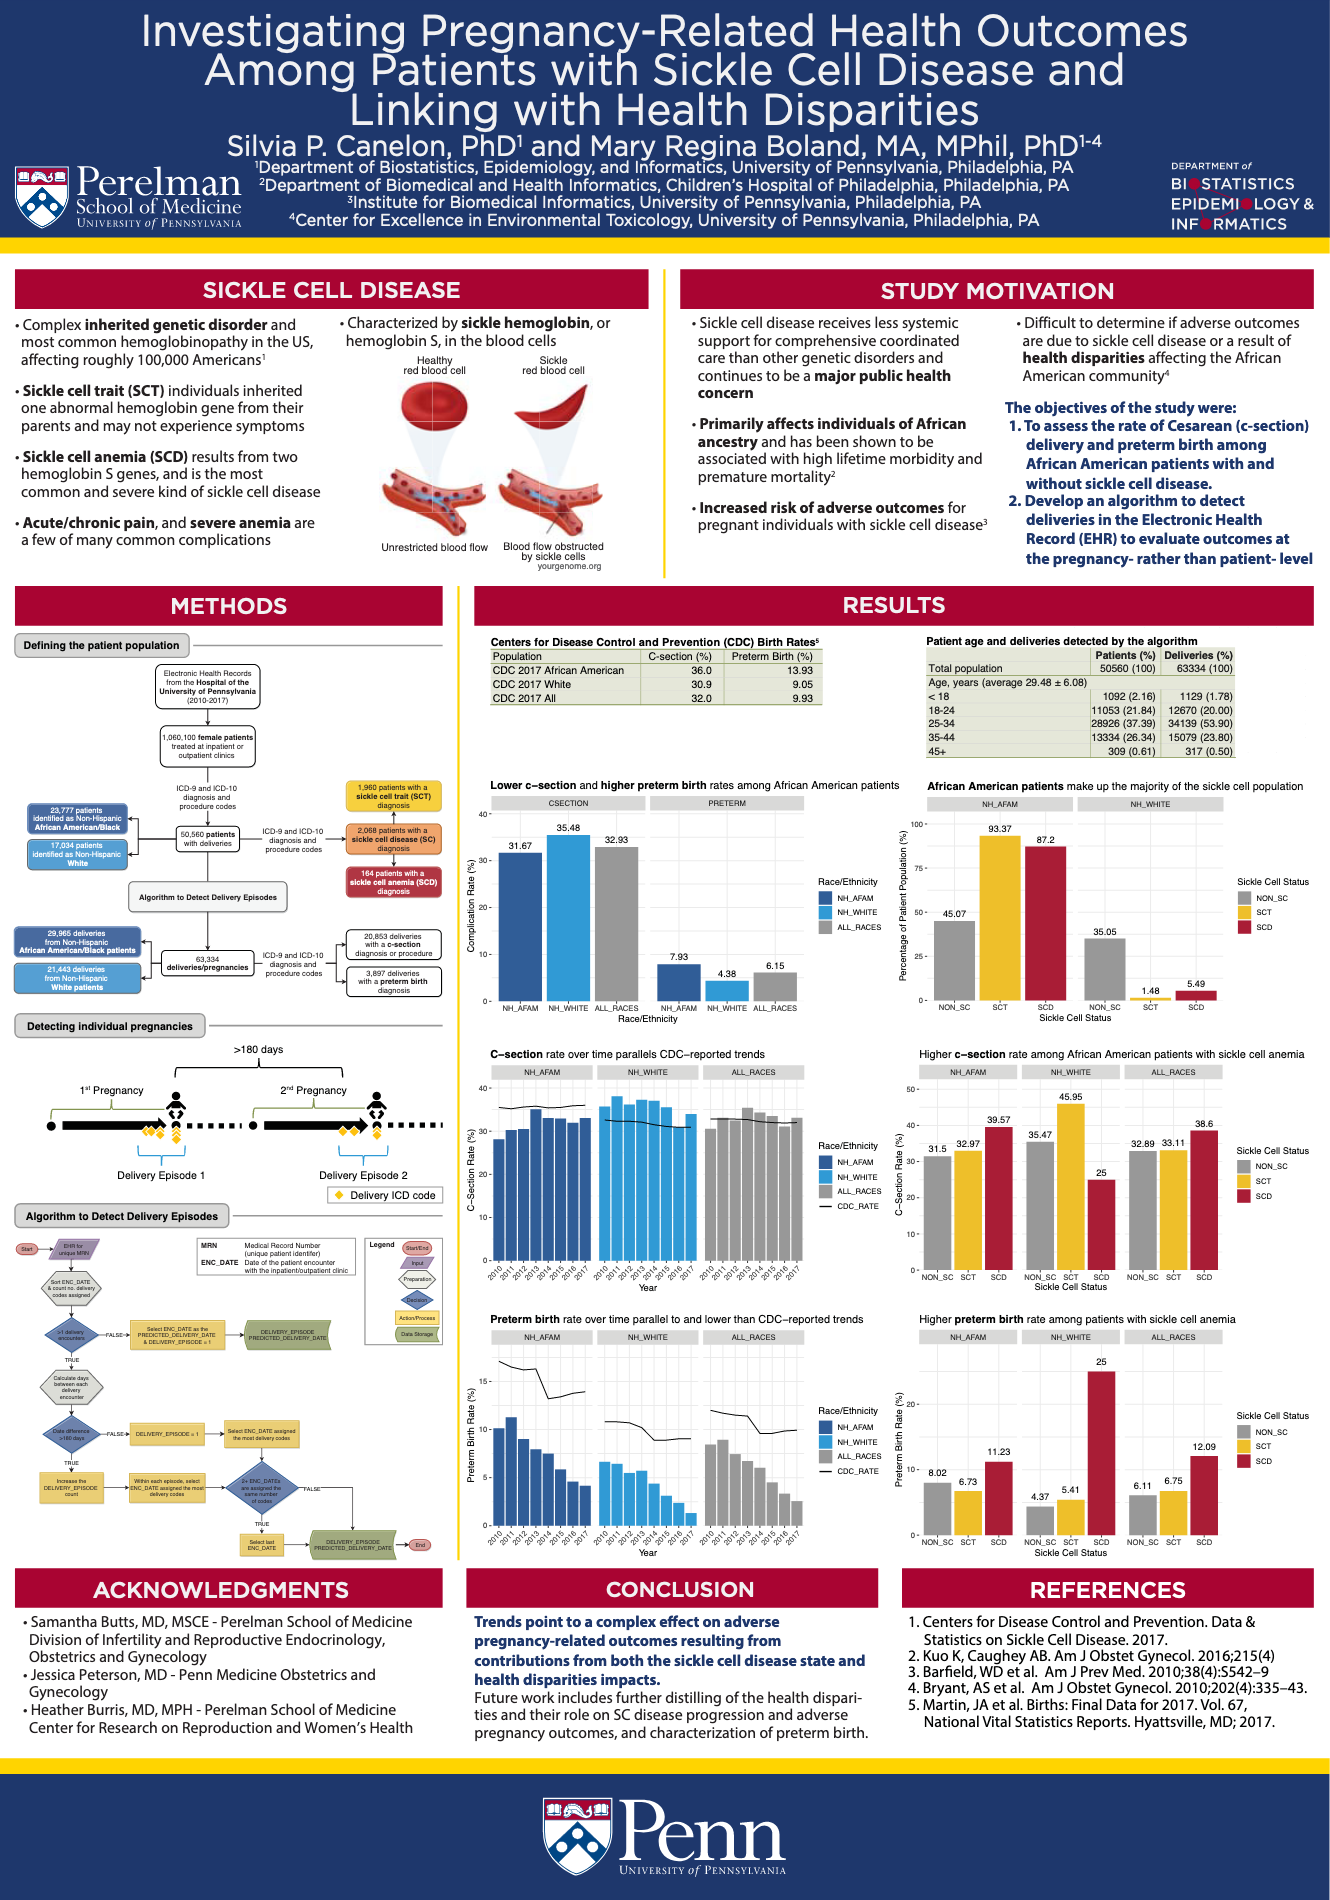 Investigating Pregnancy-Related Health Outcomes
Among Patients with Sickle Cell Disease and
Linking with Health Disparities
Silvia P. Canelon, PhD1 and Mary Regina Boland, MA, MPhil, PhD1-4
1Department of Biostatistics, Epidemiology, and Informatics, University of Pennsylvania, Philadelphia, PA
2Department of Biomedical and Health Informatics, Children's Hospital of Philadelphia, Philadelphia, PA
3Institute for Biomedical Informatics, University of Pennsylvania, Philadelphia, PA
4Center for Excellence in Environmental Toxicology, University of Pennsylvania, Philadelphia, PA
Perelman
School of Medicine
UNIVERSITY of PENNSYLVANIA
DEPARTMENT of
BIOSTATISTICS
EPIDEMIOLOGY &
INFORMATICS
SICKLE CELL DISEASE
• Complex inherited genetic disorder and
most common hemoglobinopathy in the US,
affecting roughly 100,000 Americans1
• Sickle cell trait (SCT) individuals inherited
one abnormal hemoglobin gene from their
parents and may not experience symptoms
• Sickle cell anemia (SCD) results from two
hemoglobin S genes, and is the most
common and severe kind of sickle cell disease
• Acute/chronic pain, and severe anemia are
a few of many common complications
• Characterized by sickle hemoglobin, or
hemoglobin S, in the blood cells
Healthy
red blood cell
Sickle
red blood cell
Unrestricted blood flow
Blood flow obstructed
by sickle cells
yourgenome.org
STUDY MOTIVATION
• Sickle cell disease receives less systemic
support for comprehensive coordinated
care than other genetic disorders and
continues to be a major public health
concern
• Primarily affects individuals of African
ancestry and has been shown to be
associated with high lifetime morbidity and
premature mortality2
• Increased risk of adverse outcomes for
pregnant individuals with sickle cell disease3
• Difficult to determine if adverse outcomes
are due to sickle cell disease or a result of
health disparities affecting the African
American community4
The objectives of the study were:
1. To assess the rate of Cesarean (c-section)
delivery and preterm birth among
African American patients with and
without sickle cell disease.
2. Develop an algorithm to detect
deliveries in the Electronic Health
Record (EHR) to evaluate outcomes at
the pregnancy- rather than patient- level
METHODS
Defining the patient population
Electronic Health Records
from the Hospital of the
University of Pennsylvania
(2010-2017)
1,060,100 female patients
treated at inpatient or
outpatient clinics
ICD-9 and ICD-10
diagnosis and
procedure codes
23,777 patients
identified as Non-Hispanic
African American/Black
17,034 patients
identified as Non-Hispanic
White
50,560 patients
with deliveries
ICD-9 and ICD-10
diagnosis and
procedure codes
1,960 patients with a
sickle cell trait (SCT)
diagnosis
2,068 patients with a
sickle cell disease (SC)
diagnosis
164 patients with a
sickle cell anemia (SCD)
diagnosis
Algorithm to Detect Delivery Episodes
29,965 deliveries
from Non-Hispanic
African American/Black patients
21,443 deliveries
from Non-Hispanic
White patients
63,334
deliveries/pregnancies
ICD-9 and ICD-10
diagnosis and
procedure codes
20,853 deliveries
with a c-section
diagnosis or procedure
3,897 deliveries
with a preterm birth
diagnosis
Detecting individual pregnancies
>180 days
1st Pregnancy
2nd Pregnancy
Delivery Episode 1
Delivery Episode 2
Delivery ICD code
Algorithm to Detect Delivery Episodes
Start
EHR for
unique MRN
MRN Medical Record Number
(unique patient identifer)
ENC_DATE Date of the patient encounter
with the inpatient/outpatient clinic
Legend
Start/End
Input
Preparation
Decision
Action/Process
Data Storage
Sort ENC_DATE
& count no. delivery
codes assigned
>1 delivery
encounters
FALSE
Select ENC_DATE as the
PREDICTED_DELIVERY_DATE
& DELIVERY_EPISODE = 1
DELIVERY_EPISODE
PREDICTED_DELIVERY_DATE
TRUE
Calculate days
between each
delivery
encounter
Date difference
>180 days
FALSE
DELIVERY_EPISODE = 1
Select ENC_DATE assigned
the most delivery codes
TRUE
Increase the
DELIVERY_EPISODE
count
Within each episode, select
ENC_DATE assigned the most
delivery codes
2+ ENC_DATEs
are assigned the
same number
of codes
FALSE
TRUE
Select last
ENC_DATE
DELIVERY_EPISODE
PREDICTED_DELIVERY_DATE
End
RESULTS
Centers for Disease Control and Prevention (CDC) Birth Rates5
Population C-section (%) Preterm Birth (%)
CDC 2017 African American 36.0 13.93
CDC 2017 White 30.9 9.05
CDC 2017 All 32.0 9.93
Patient age and deliveries detected by the algorithm
Patients (%) Deliveries (%)
Total population 50560 (100) 63334 (100)
Age, years (average 29.48 ± 6.08)
< 18 1092 (2.16) 1129 (1.78)
18-24 11053 (21.84) 12670 (20.00)
25-34 28926 (37.39) 34139 (53.90)
35-44 13334 (26.34) 15079 (23.80)
45+ 309 (0.61) 317 (0.50)
Lower c−section and higher preterm birth rates among African American patients
CSECTION PRETERM
Complication Rate (%)
40
30
20
10
0
31.67 35.48 32.93 7.93 4.38 6.15
NH_AFAM NH_WHITE ALL_RACES NH_AFAM NH_WHITE ALL_RACES
Race/Ethnicity
Race/Ethnicity
NH_AFAM
NH_WHITE
ALL_RACES
African American patients make up the majority of the sickle cell population
NH_AFAM NH_WHITE
Percentage of Patient Population (%)
100
75
50
25
0
45.07 93.37 87.2 35.05 1.48 5.49
NON_SC SCT SCD NON_SC SCT SCD
Sickle Cell Status
Sickle Cell Status
NON_SC
SCT
SCD
C−section rate over time parallels CDC−reported trends
NH_AFAM NH_WHITE ALL_RACES
C−Section Rate (%)
40
30
20
10
0
2010 2011 2012 2013 2014 2015 2016 2017 2010 2011 2012 2013 2014 2015 2016 2017 2010 2011 2012 2013 2014 2015 2016 2017
Year
Race/Ethnicity
NH_AFAM
NH_WHITE
ALL_RACES
CDC_RATE
Higher c−section rate among African American patients with sickle cell anemia
NH_AFAM NH_WHITE ALL_RACES
C−Section Rate (%)
50
40
30
20
10
0
31.5 32.97 39.57 35.47 45.95 25 32.89 33.11 38.6
NON_SC SCT SCD NON_SC SCT SCD NON_SC SCT SCD
Sickle Cell Status
Sickle Cell Status
NON_SC
SCT
SCD
Preterm birth rate over time parallel to and lower than CDC−reported trends
NH_AFAM NH_WHITE ALL_RACES
Preterm Birth Rate (%)
15
10
5
0
2010 2011 2012 2013 2014 2015 2016 2017 2010 2011 2012 2013 2014 2015 2016 2017 2010 2011 2012 2013 2014 2015 2016 2017
Year
Race/Ethnicity
NH_AFAM
NH_WHITE
ALL_RACES
CDC_RATE
Higher preterm birth rate among patients with sickle cell anemia
NH_AFAM NH_WHITE ALL_RACES
Preterm Birth Rate (%)
20
10
0
8.02 6.73 11.23 4.37 5.41 25 6.11 6.75 12.09
NON_SC SCT SCD NON_SC SCT SCD NON_SC SCT SCD
Sickle Cell Status
Sickle Cell Status
NON_SC
SCT
SCD
ACKNOWLEDGMENTS
• Samantha Butts, MD, MSCE - Perelman School of Medicine
Division of Infertility and Reproductive Endocrinology,
Obstetrics and Gynecology
• Jessica Peterson, MD - Penn Medicine Obstetrics and
Gynecology
• Heather Burris, MD, MPH - Perelman School of Medicine
Center for Research on Reproduction and Women's Health
CONCLUSION
Trends point to a complex effect on adverse
pregnancy-related outcomes resulting from
contributions from both the sickle cell disease state and
health disparities impacts.
Future work includes further distilling of the health dispari-
ties and their role on SC disease progression and adverse
pregnancy outcomes, and characterization of preterm birth.
REFERENCES
1. Centers for Disease Control and Prevention. Data &
Statistics on Sickle Cell Disease. 2017.
2. Kuo K, Caughey AB. Am J Obstet Gynecol. 2016;215(4)
3. Barfield, WD et al. Am J Prev Med. 2010;38(4):S542–9
4. Bryant, AS et al. Am J Obstet Gynecol. 2010;202(4):335–43.
5. Martin, JA et al. Births: Final Data for 2017. Vol. 67,
National Vital Statistics Reports. Hyattsville, MD; 2017.
Penn
UNIVERSITY of PENNSYLVANIA